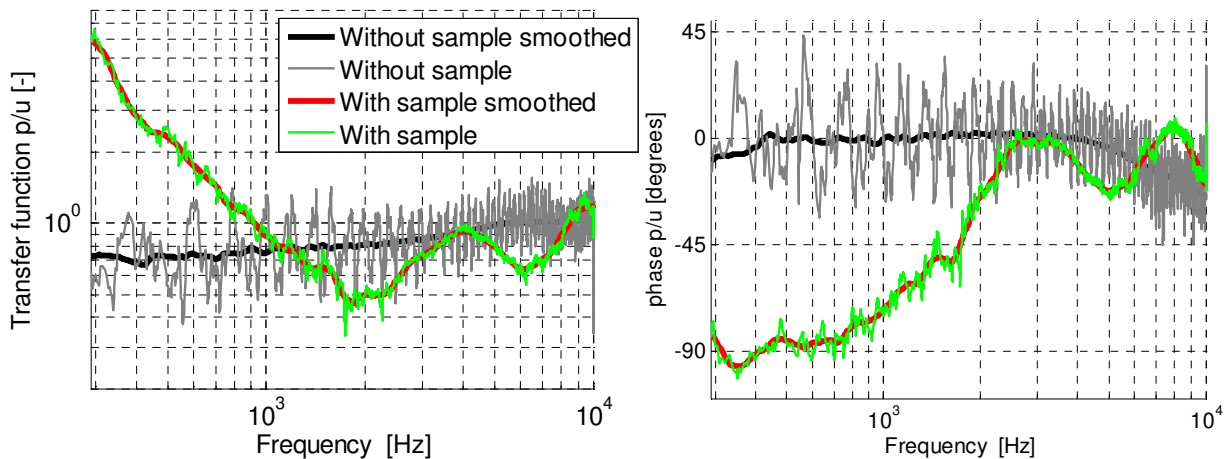 Transfer function p/u [-]
10^0
Without sample smoothed
Without sample
With sample smoothed
With sample
10^3
10^4
Frequency [Hz]
phase p/u [degrees]
45
0
-45
-90
10^3
10^4
Frequency [Hz]